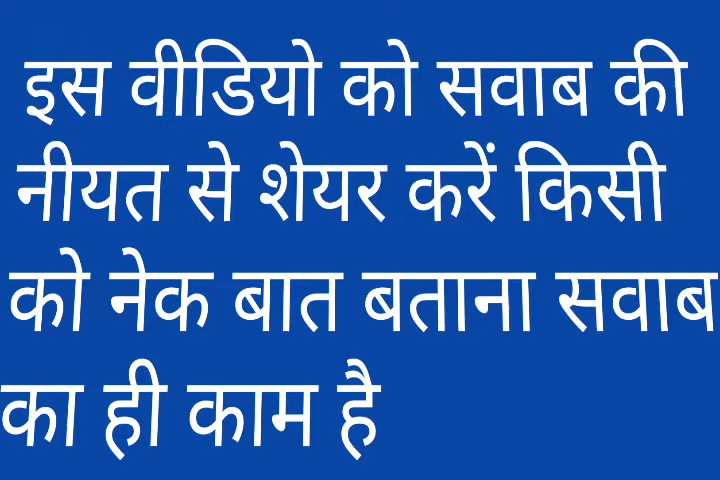 इस वीडियो को सवाब की
नीयत से शेयर करें किसी
को नेक बात बताना सवाब
का ही काम है